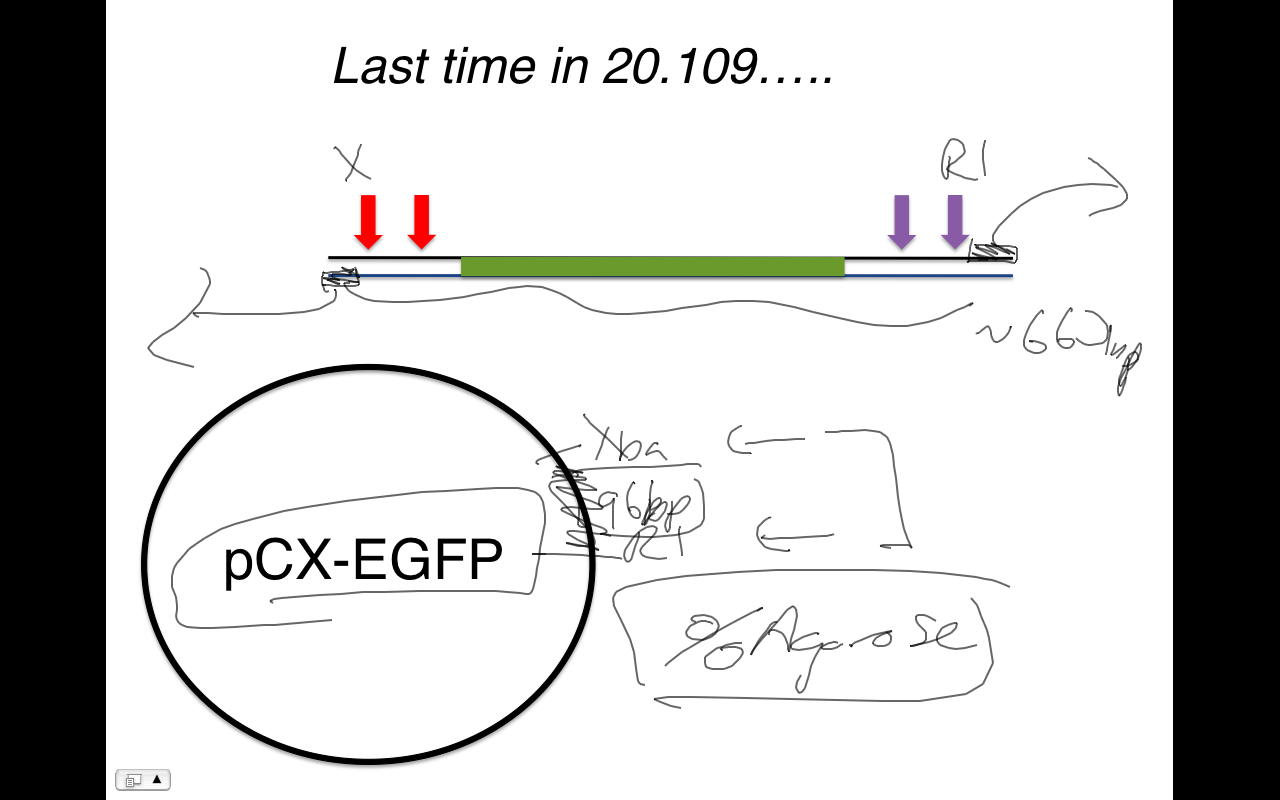 Last time in 20.109…..
X
R1
~660bp
Xba
96bp
R1
pCX-EGFP
% Agarose